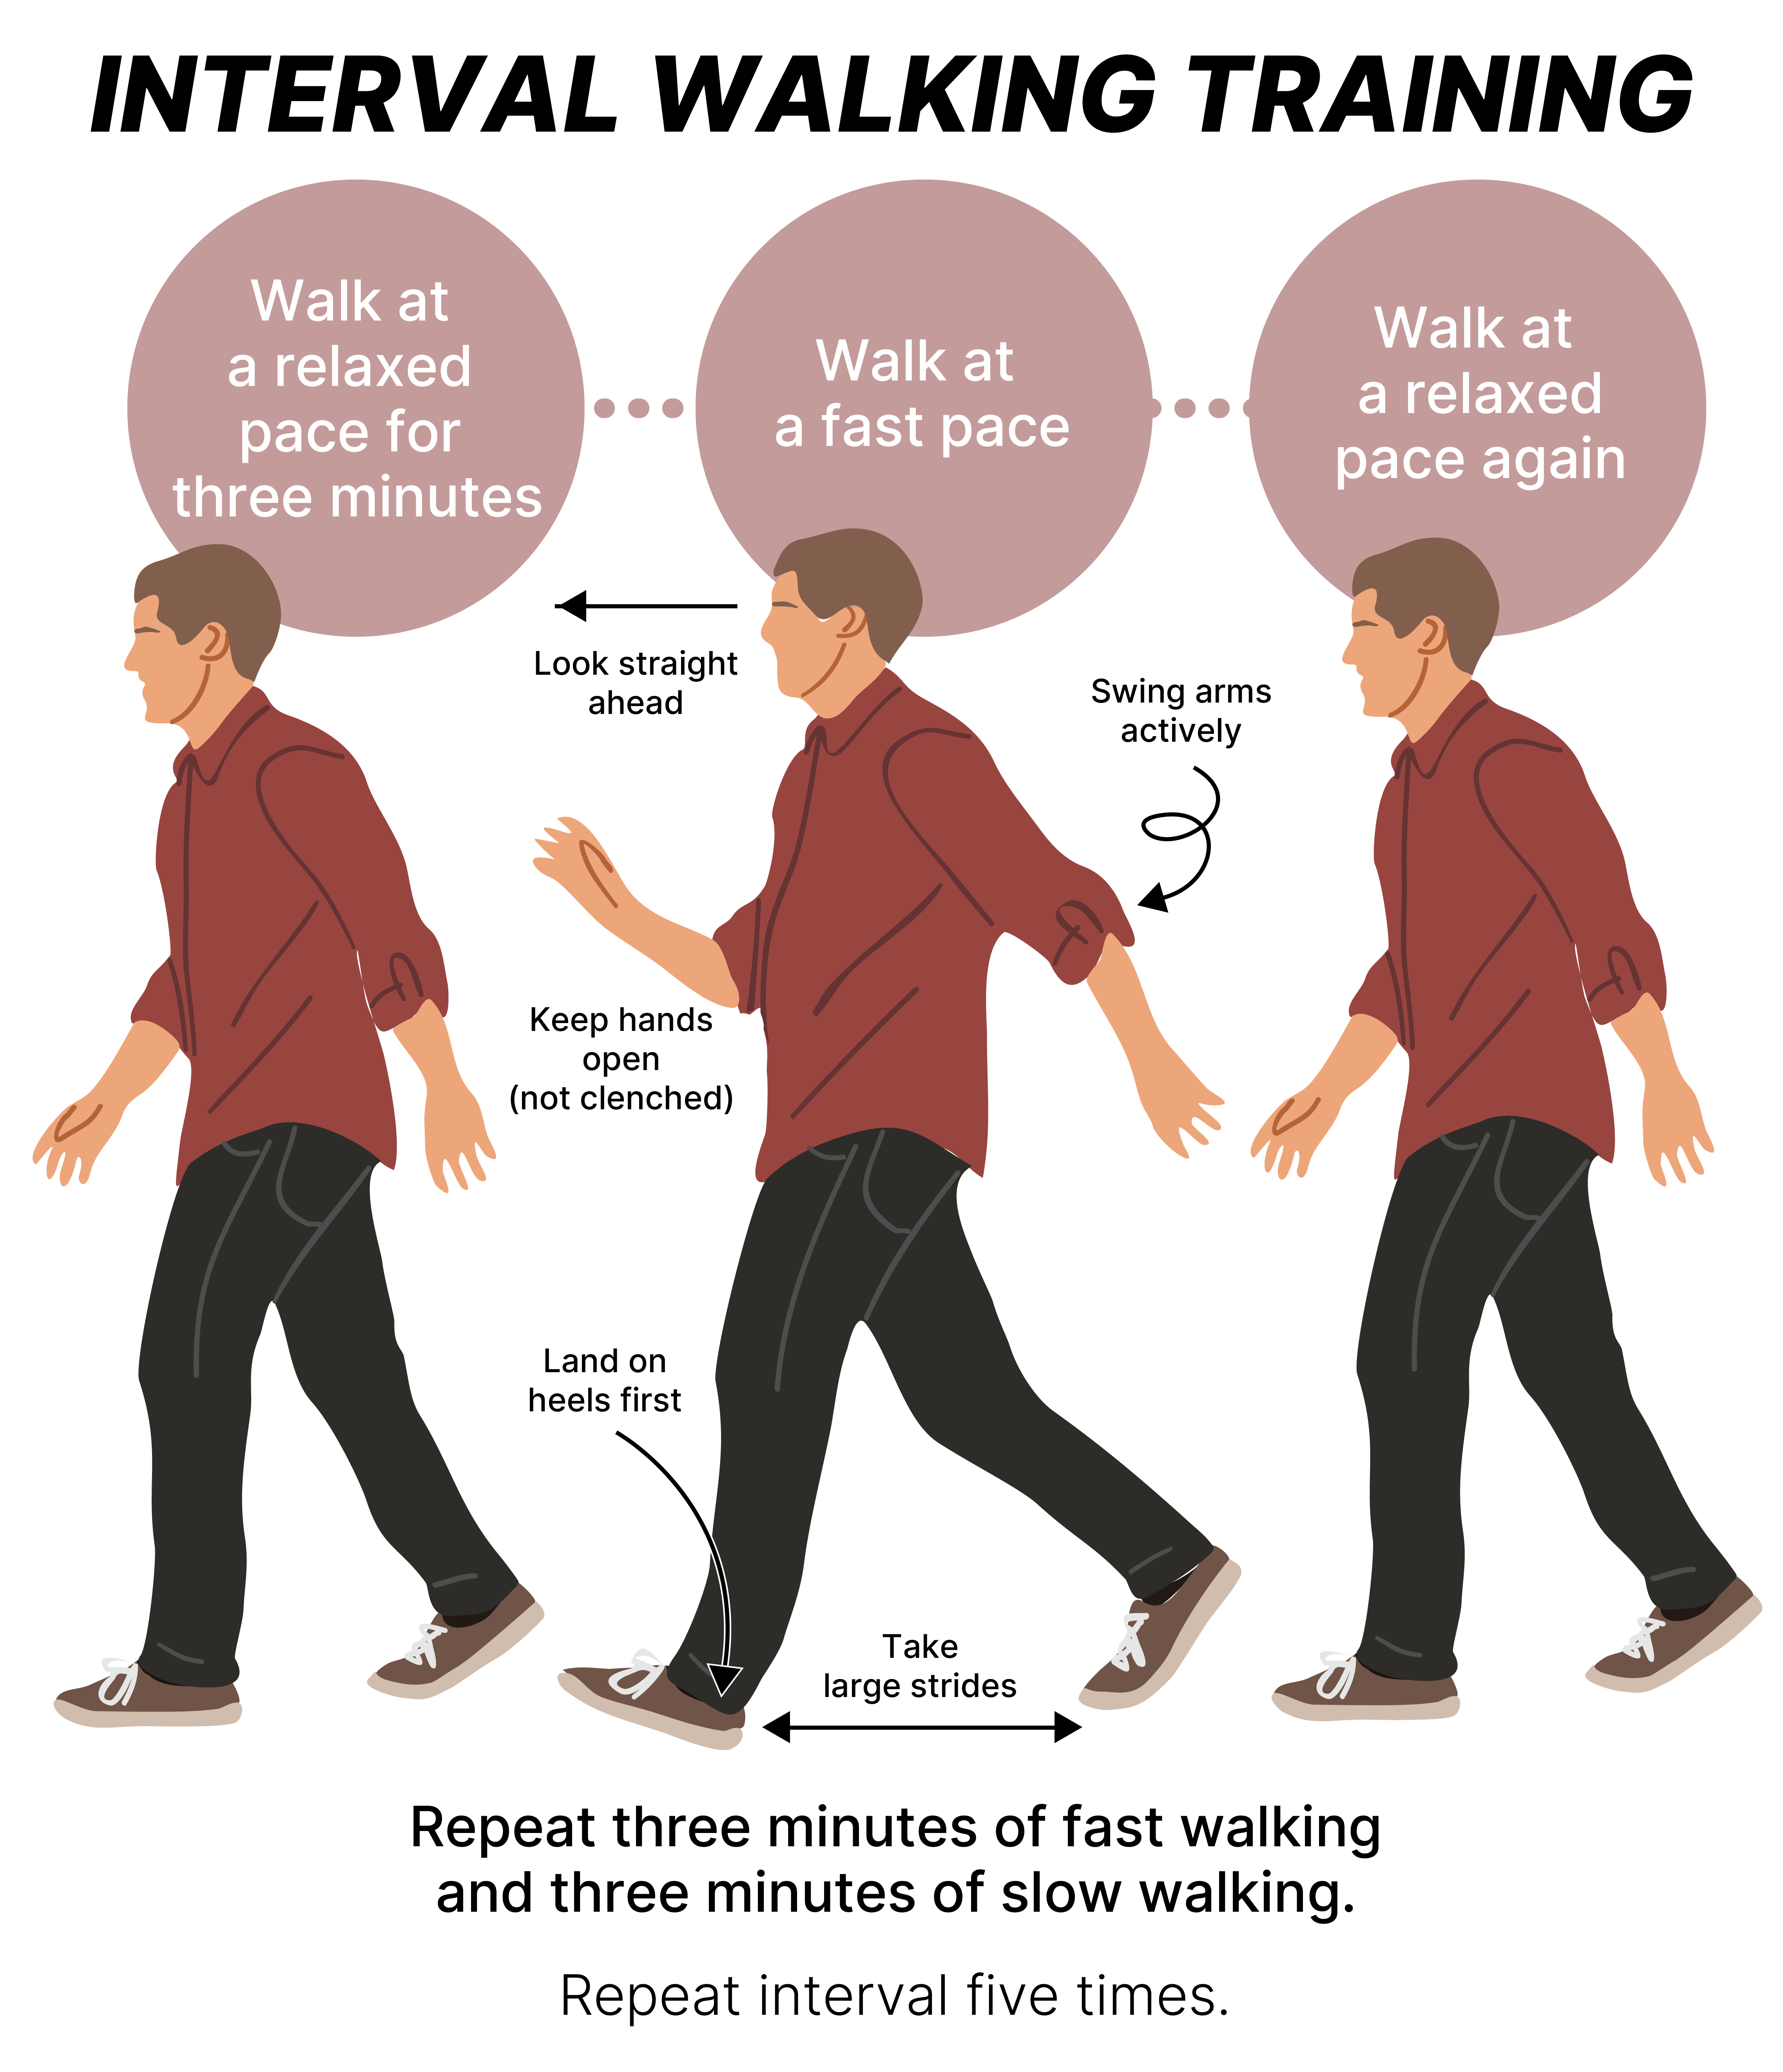 INTERVAL WALKING TRAINING
Walk at
a relaxed
pace for
three minutes
Walk at
a fast pace
Walk at
a relaxed
pace again
Look straight
ahead
Swing arms
actively
Keep hands
open
(not clenched)
Land on
heels first
Take
large strides
Repeat three minutes of fast walking
and three minutes of slow walking.
Repeat interval five times.